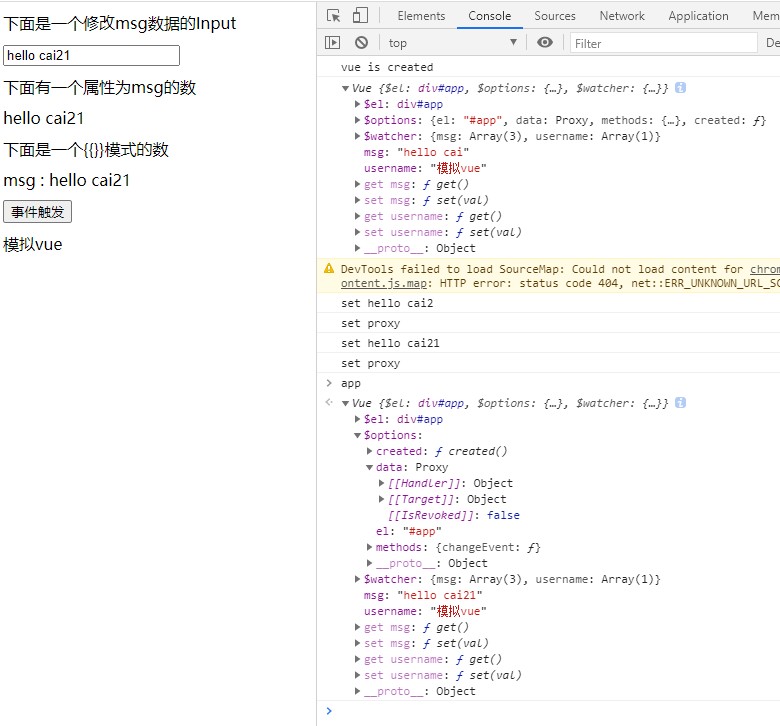 下面是一个修改msg数据的Input
hello cai21
下面有一个属性为msg的数
hello cai21
下面是一个{{}}模式的数
msg : hello cai21
事件触发
模拟vue
Elements Console Sources Network Application Mem
top ▼ Filter De
vue is created
▼Vue {$el: div#app, $options: {…}, $watcher: {…}} i
▶$el: div#app
▶$options: {el: "#app", data: Proxy, methods: {…}, created: ƒ}
▶$watcher: {msg: Array(3), username: Array(1)}
msg: "hello cai"
username: "模拟vue"
▶get msg: ƒ get()
▶set msg: ƒ set(val)
▶get username: ƒ get()
▶set username: ƒ set(val)
▶__proto__: Object
DevTools failed to load SourceMap: Could not load content for chrom
ontent.js.map: HTTP error: status code 404, net::ERR_UNKNOWN_URL_SC
set hello cai2
set proxy
set hello cai21
set proxy
> app
▼Vue {$el: div#app, $options: {…}, $watcher: {…}} i
▶$el: div#app
▼$options:
▶created: ƒ created()
▼data: Proxy
▶[[Handler]]: Object
▶[[Target]]: Object
[[IsRevoked]]: false
el: "#app"
▶methods: {changeEvent: ƒ}
▶__proto__: Object
▶$watcher: {msg: Array(3), username: Array(1)}
msg: "hello cai21"
username: "模拟vue"
▶get msg: ƒ get()
▶set msg: ƒ set(val)
▶get username: ƒ get()
▶set username: ƒ set(val)
▶__proto__: Object
>